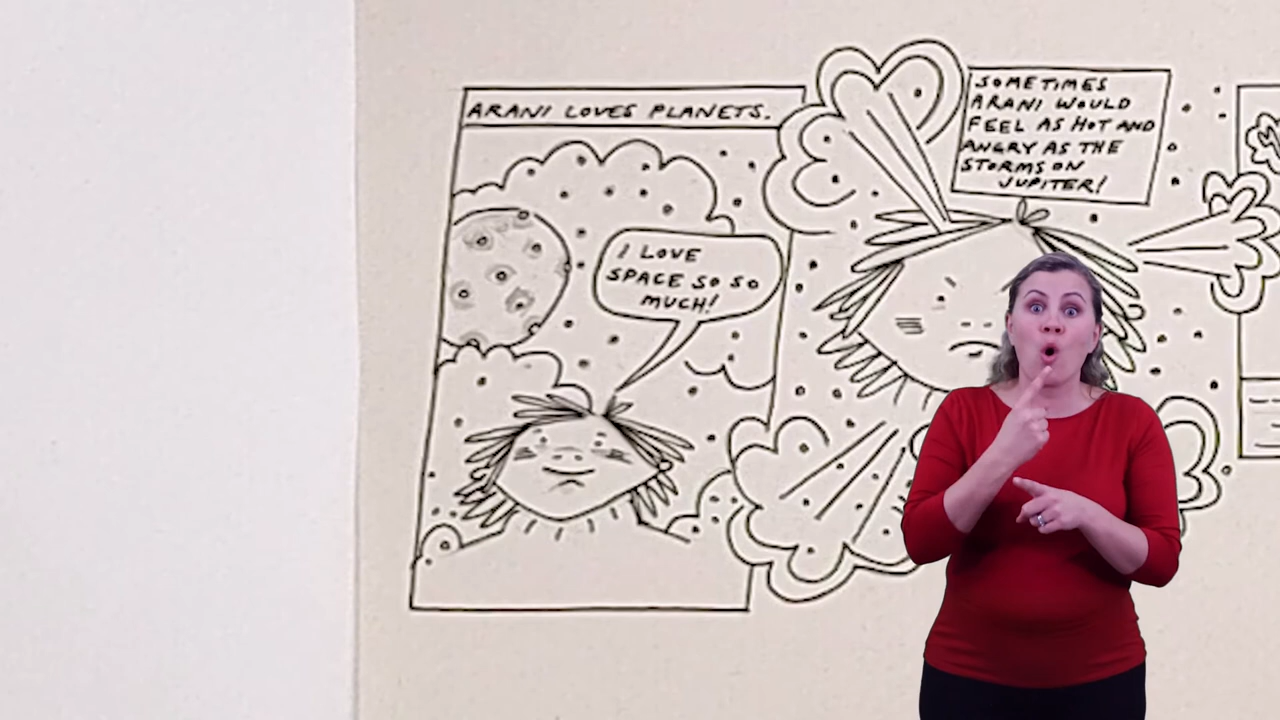 ARANI LOVES PLANETS.
I LOVE
SPACE SO SO
MUCH!
SOMETIMES
ARANI WOULD
FEEL AS HOT AND
ANGRY AS THE
STORMS ON
JUPITER!